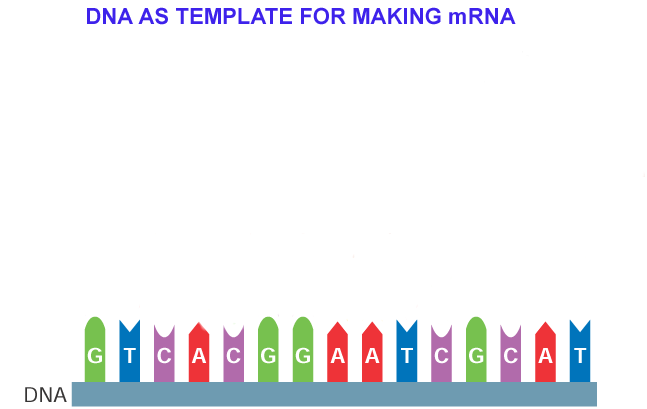 DNA AS TEMPLATE FOR MAKING mRNA
G T C A C G G A A T C G C A T
DNA